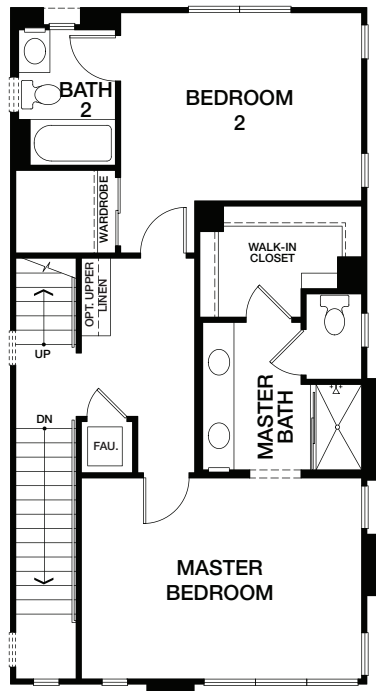 BATH
2
BEDROOM
2
WARDROBE
WALK-IN
CLOSET
OPT. UPPER
LINEN
UP
DN
FAU.
MASTER
BATH
MASTER
BEDROOM